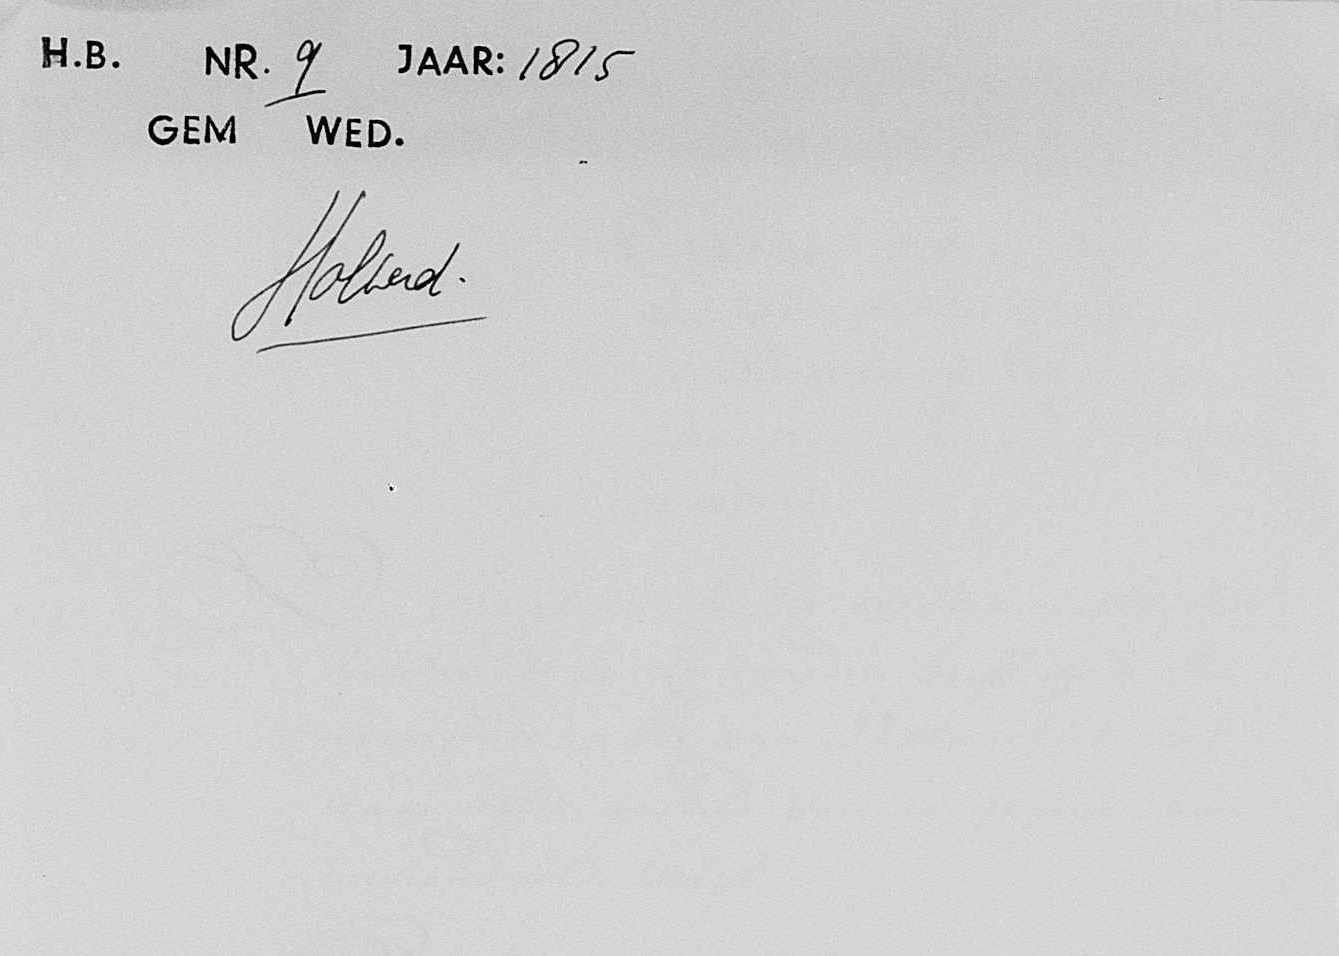 H.B. NR. 9 JAAR: 1815
GEM WED.
Holwerd.